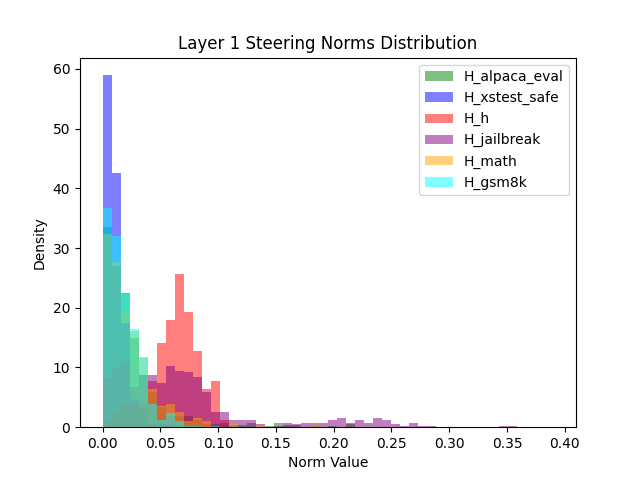 Layer 1 Steering Norms Distribution
Density
60
50
40
30
20
10
0
H_alpaca_eval
H_xstest_safe
H_h
H_jailbreak
H_math
H_gsm8k
0.00 0.05 0.10 0.15 0.20 0.25 0.30 0.35 0.40
Norm Value